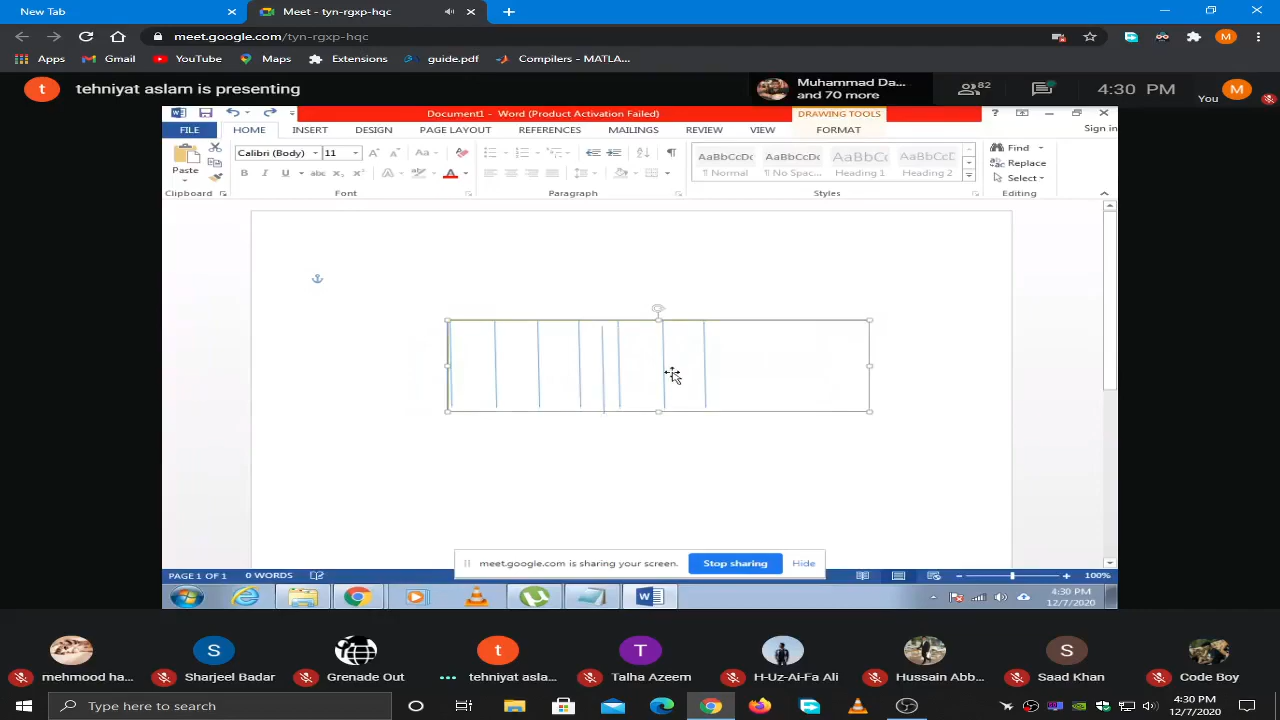 New Tab
Meet - tyn-rgxp-hqc
meet.google.com/tyn-rgxp-hqc
M
Apps
Gmail
YouTube
Maps
Extensions
guide.pdf
Compilers - MATLA...
t
tehniyat aslam is presenting
Muhammad Da...
and 70 more
82
4:30 PM
You
M
Document1 - Word (Product Activation Failed)
DRAWING TOOLS
FILE
HOME
INSERT
DESIGN
PAGE LAYOUT
REFERENCES
MAILINGS
REVIEW
VIEW
FORMAT
Sign in
Paste
Calibri (Body)
11
Aa
B I U abc x₂ x²
AaBbCcDc
AaBbCcDc
AaBbCc
AaBbCcD
¶ Normal
¶ No Spac...
Heading 1
Heading 2
Find
Replace
Select
Clipboard
Font
Paragraph
Styles
Editing
meet.google.com is sharing your screen.
Stop sharing
Hide
PAGE 1 OF 1
0 WORDS
100%
4:30 PM
12/7/2020
S
t
T
S
mehmood ha...
Sharjeel Badar
Grenade Out
tehniyat asla...
Talha Azeem
H-Uz-Ai-Fa Ali
Hussain Abb...
Saad Khan
Code Boy
Type here to search
4:30 PM
12/7/2020